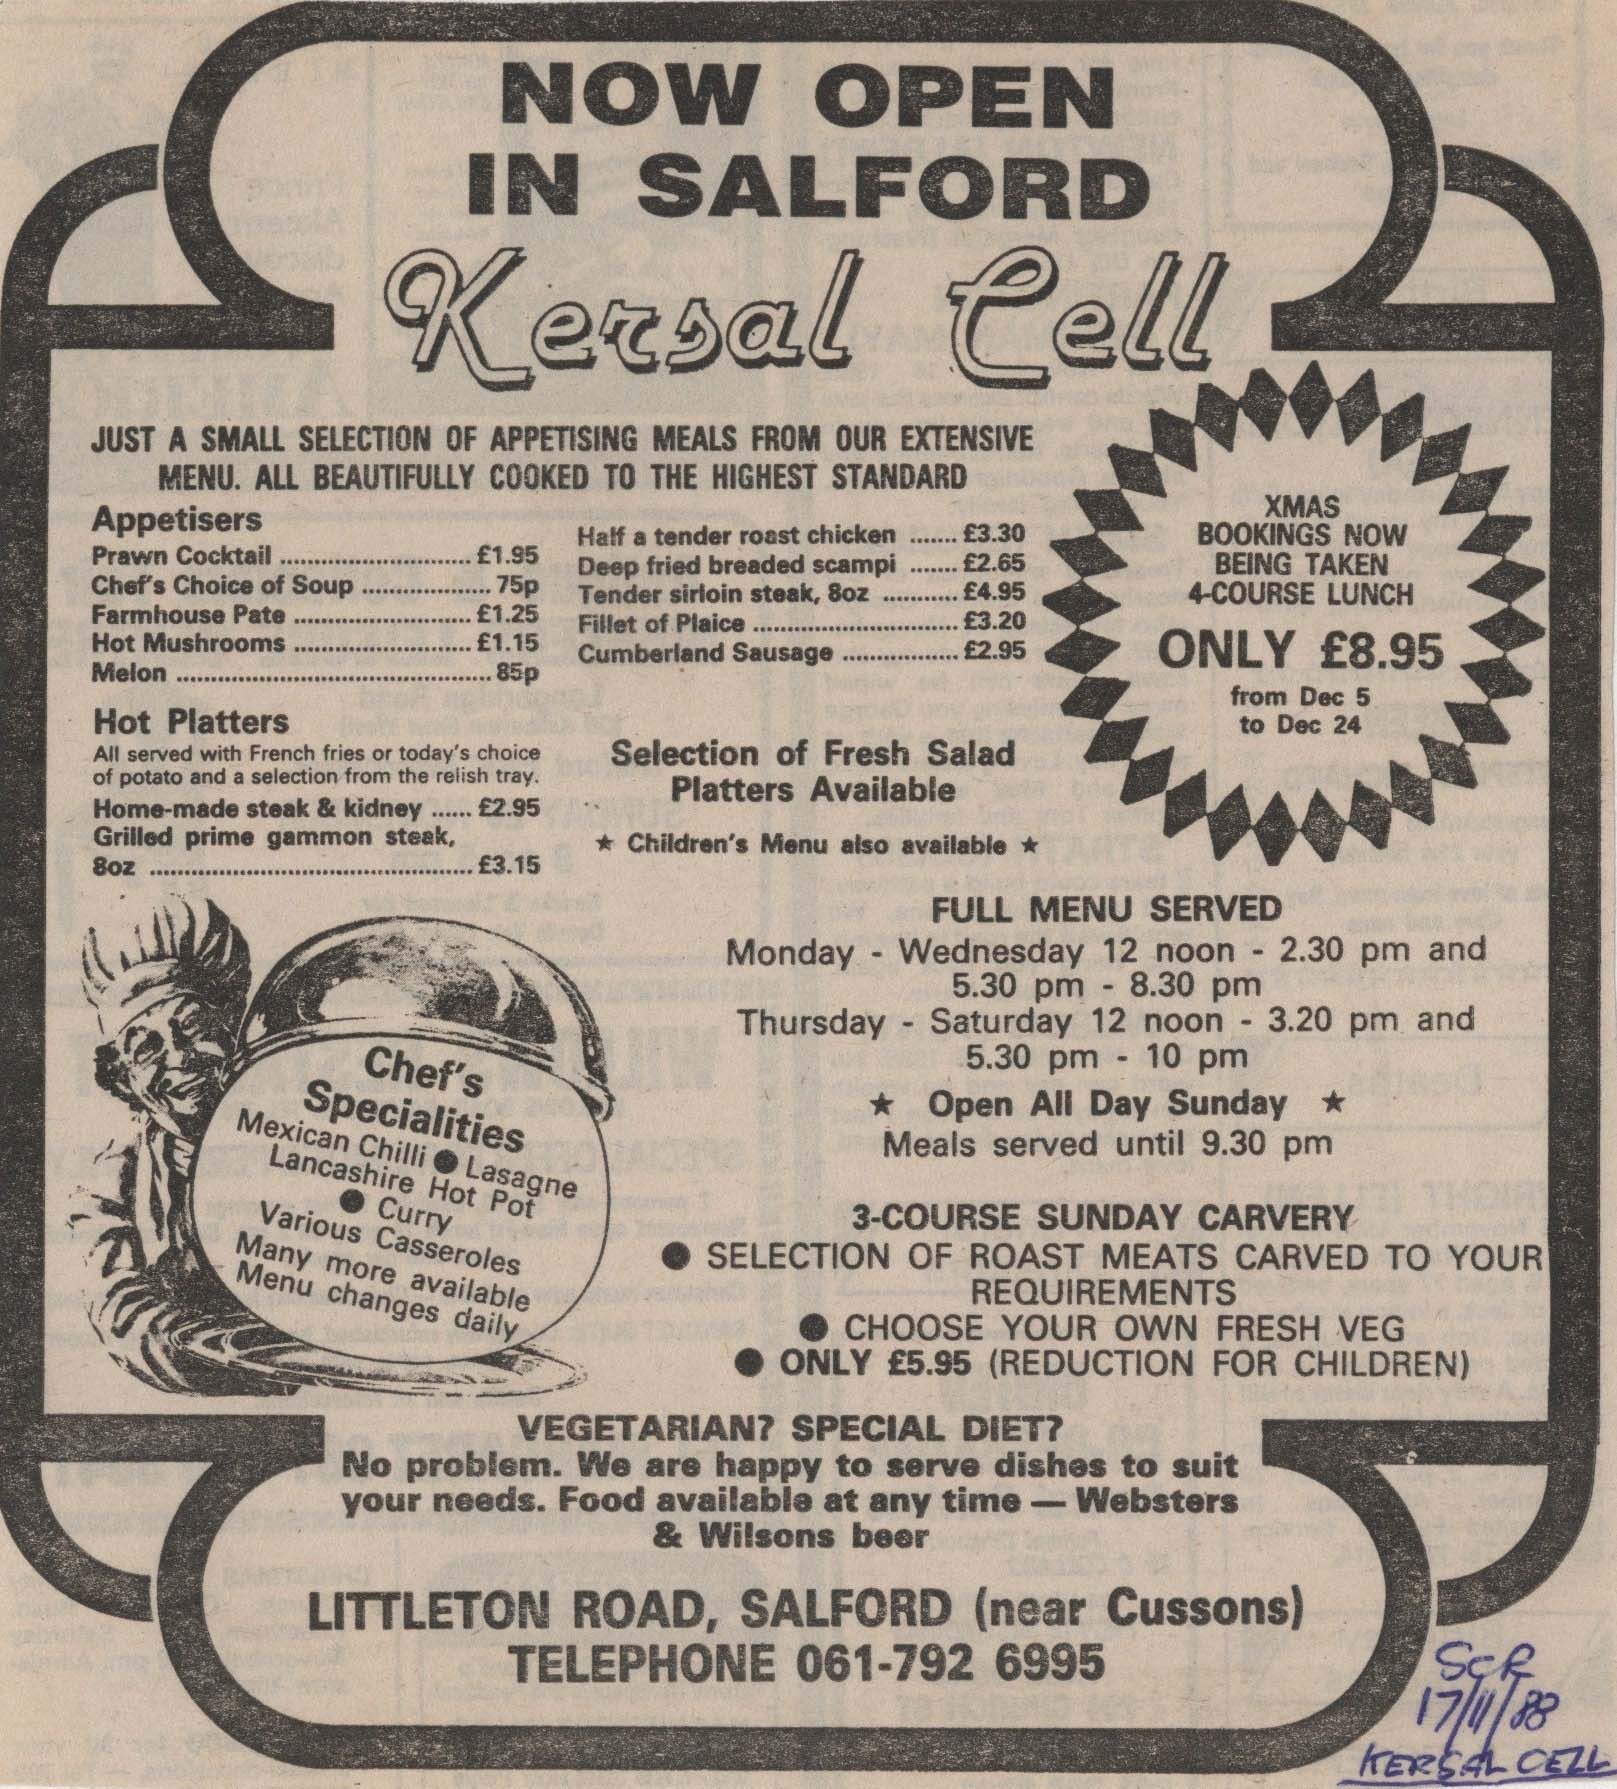 NOW OPEN
IN SALFORD
Kersal Cell
JUST A SMALL SELECTION OF APPETISING MEALS FROM OUR EXTENSIVE
MENU. ALL BEAUTIFULLY COOKED TO THE HIGHEST STANDARD
Appetisers
Prawn Cocktail ........................... £1.95
Chef's Choice of Soup ................... 75p
Farmhouse Pate ......................... £1.25
Hot Mushrooms ......................... £1.15
Melon .............................................. 85p
Hot Platters
All served with French fries or today's choice
of potato and a selection from the relish tray.
Home-made steak & kidney ...... £2.95
Grilled prime gammon steak,
8oz .............................................. £3.15
Half a tender roast chicken ....... £3.30
Deep fried breaded scampi ....... £2.65
Tender sirloin steak, 8oz ........... £4.95
Fillet of Plaice .............................. £3.20
Cumberland Sausage ................. £2.95
Selection of Fresh Salad
Platters Available
★ Children's Menu also available ★
XMAS
BOOKINGS NOW
BEING TAKEN
4-COURSE LUNCH
ONLY £8.95
from Dec 5
to Dec 24
FULL MENU SERVED
Monday - Wednesday 12 noon - 2.30 pm and
5.30 pm - 8.30 pm
Thursday - Saturday 12 noon - 3.20 pm and
5.30 pm - 10 pm
★ Open All Day Sunday ★
Meals served until 9.30 pm
Chef's
Specialities
Mexican Chilli ● Lasagne
Lancashire Hot Pot
● Curry
Various Casseroles
Many more available
Menu changes daily
3-COURSE SUNDAY CARVERY
● SELECTION OF ROAST MEATS CARVED TO YOUR
REQUIREMENTS
● CHOOSE YOUR OWN FRESH VEG
● ONLY £5.95 (REDUCTION FOR CHILDREN)
VEGETARIAN? SPECIAL DIET?
No problem. We are happy to serve dishes to suit
your needs. Food available at any time — Websters
& Wilsons beer
LITTLETON ROAD, SALFORD (near Cussons)
TELEPHONE 061-792 6995
SCR
17/11/88
KERSAL CELL